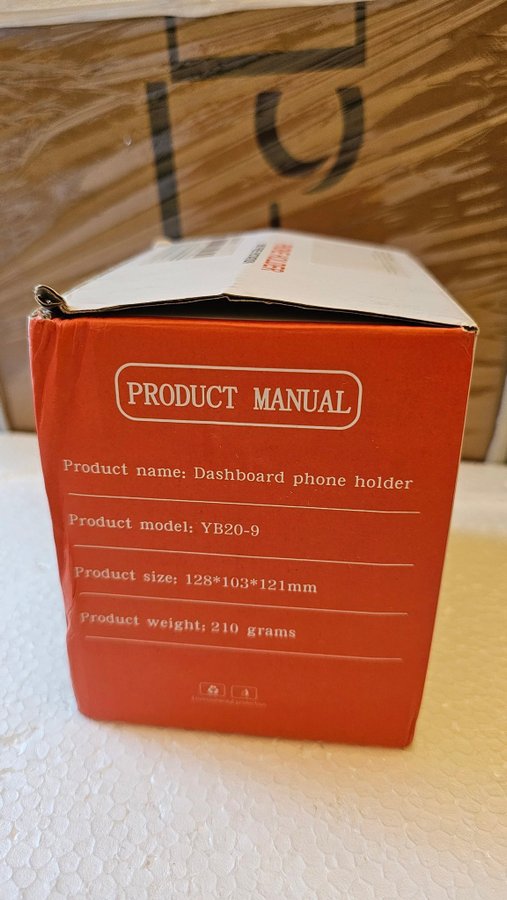 PRODUCT MANUAL
Product name: Dashboard phone holder
Product model: YB20-9
Product size: 128*103*121mm
Product weight: 210 grams